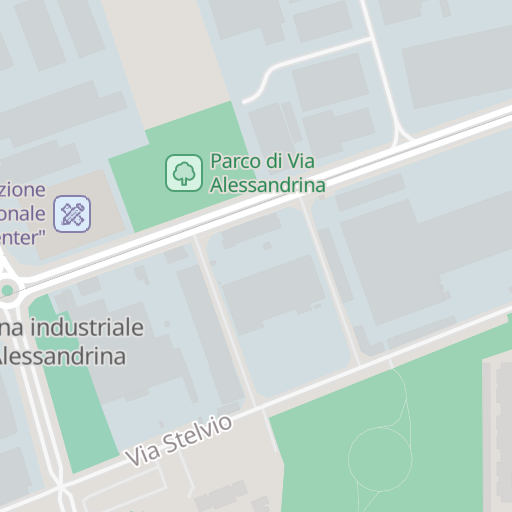 Parco di Via
Alessandrina
zione
onale
enter"
na industriale
Alessandrina
Via Stelvio